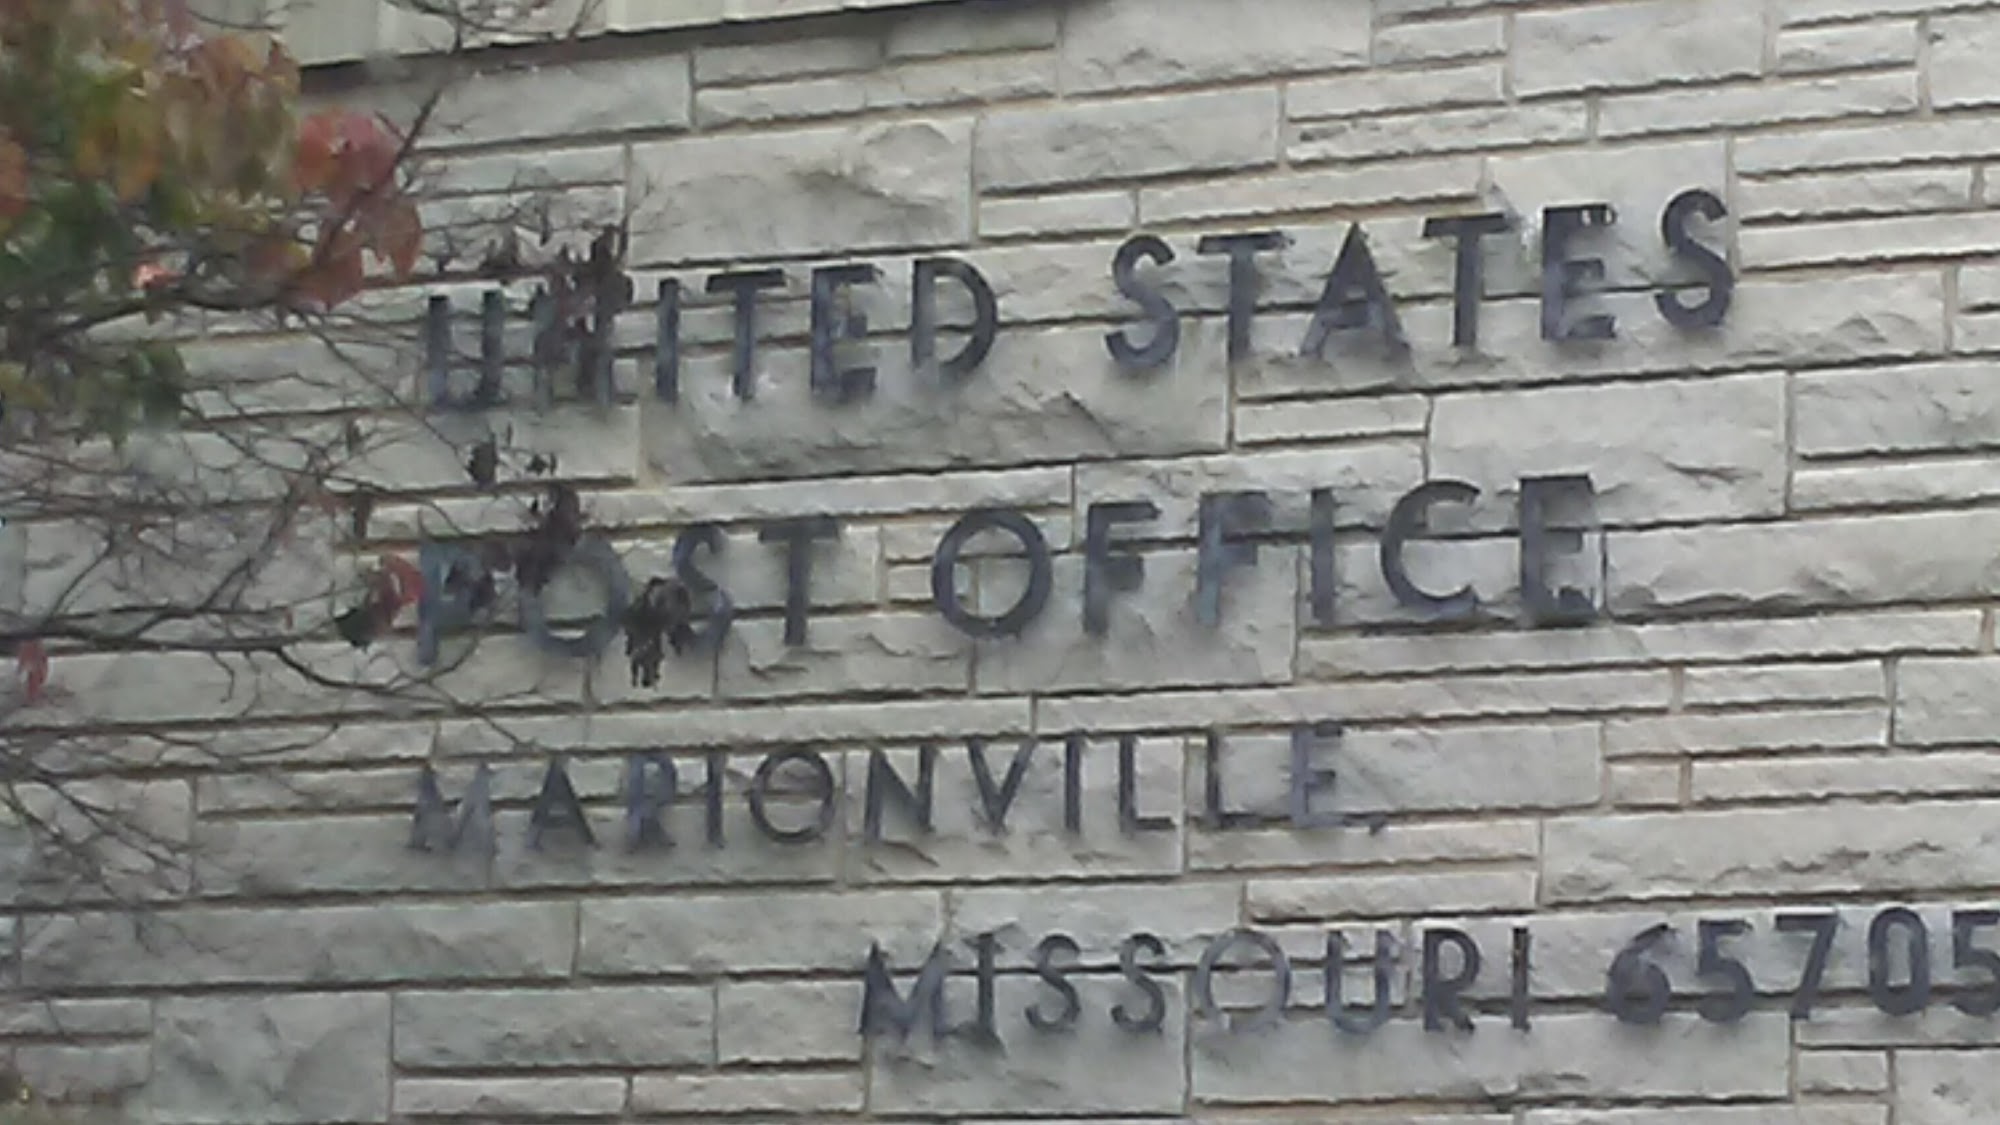 UNITED STATES
POST OFFICE
MARIONVILLE,
MISSOURI 65705